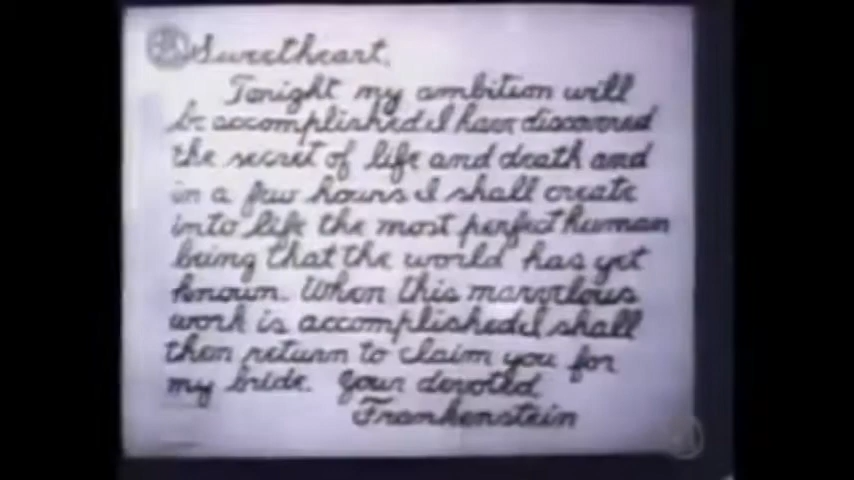 Sweetheart,
Tonight my ambition will
be accomplished. I have discovered
the secret of life and death and
in a few hours I shall create
into life the most perfect human
being that the world has yet
known. When this marvelous
work is accomplished, I shall
then return to claim you for
my bride. Your devoted
Frankenstein